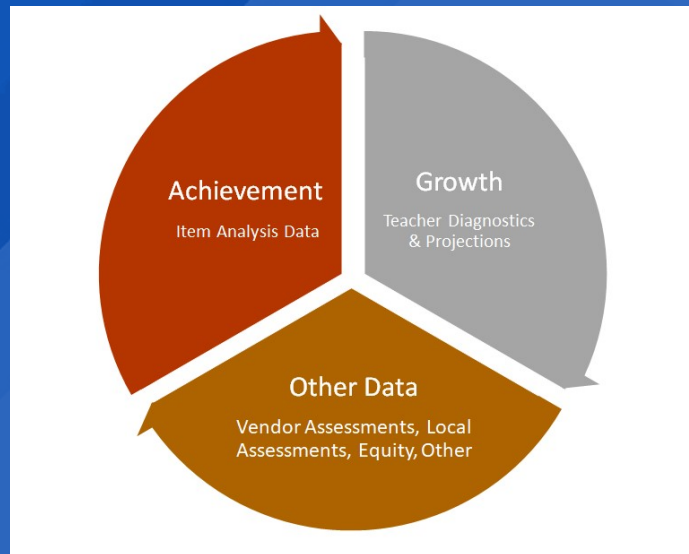 Achievement
Item Analysis Data
Growth
Teacher Diagnostics
& Projections
Other Data
Vendor Assessments, Local
Assessments, Equity, Other